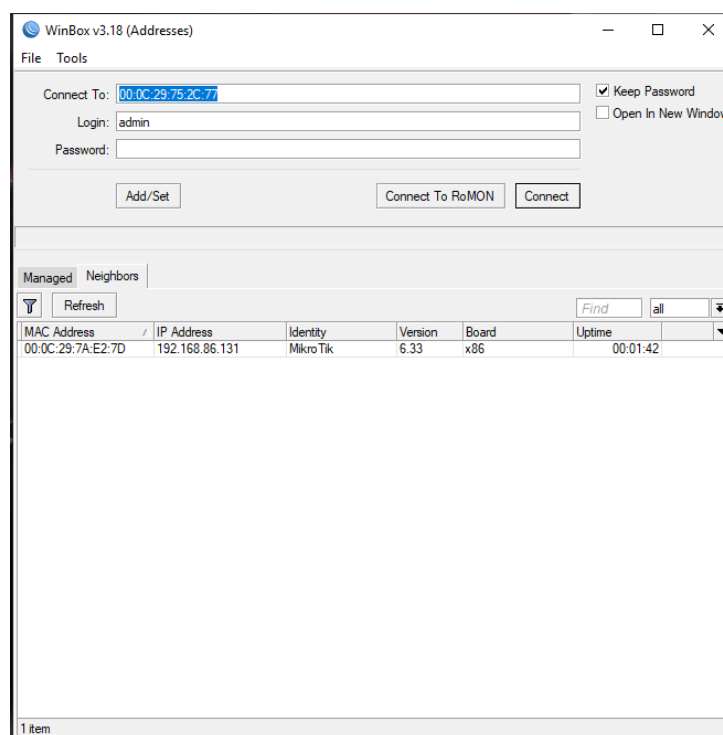 WinBox v3.18 (Addresses)
File Tools
Connect To: 00:0C:29:75:2C:77
Keep Password
Login: admin
Open In New Window
Password:
Add/Set Connect To RoMON Connect
Managed Neighbors
Refresh Find all
MAC Address IP Address Identity Version Board Uptime
00:0C:29:7A:E2:7D 192.168.86.131 MikroTik 6.33 x86 00:01:42
1 item